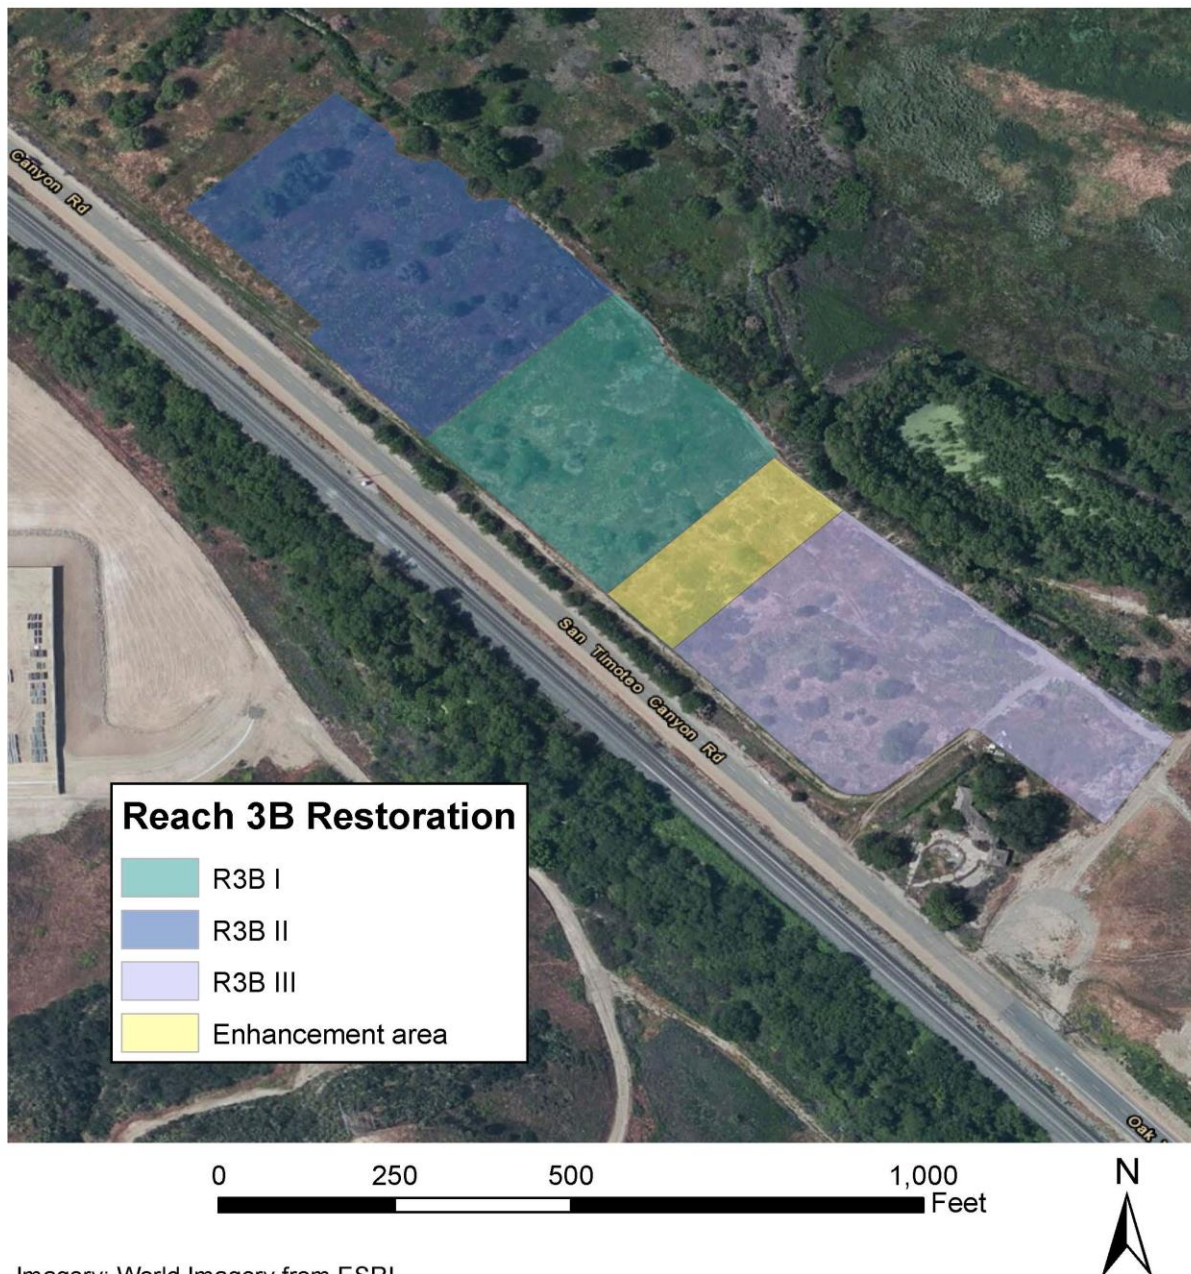 Canyon Rd
San Timoteo Canyon Rd
Oak
Reach 3B Restoration
R3B I
R3B II
R3B III
Enhancement area
0 250 500 1,000
Feet
N
Imagery: World Imagery from ESRI